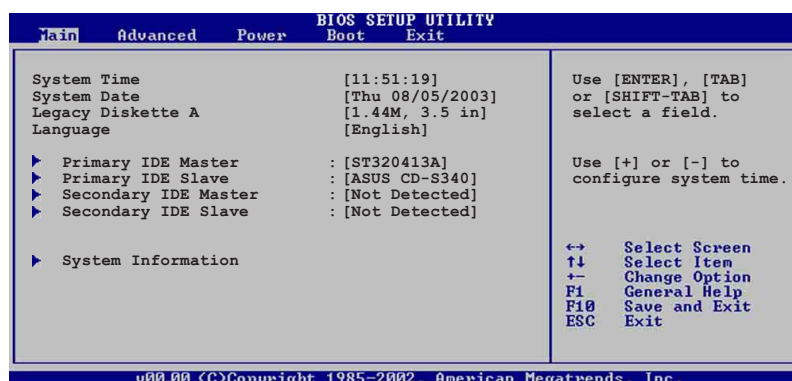 BIOS SETUP UTILITY
Main Advanced Power Boot Exit
System Time [11:51:19]
System Date [Thu 08/05/2003]
Legacy Diskette A [1.44M, 3.5 in]
Language [English]
Primary IDE Master : [ST320413A]
Primary IDE Slave : [ASUS CD-S340]
Secondary IDE Master : [Not Detected]
Secondary IDE Slave : [Not Detected]
System Information
Use [ENTER], [TAB]
or [SHIFT-TAB] to
select a field.
Use [+] or [-] to
configure system time.
↔ Select Screen
↑↓ Select Item
+- Change Option
F1 General Help
F10 Save and Exit
ESC Exit
v00.00 (C)Copyright 1985-2002, American Megatrends, Inc.